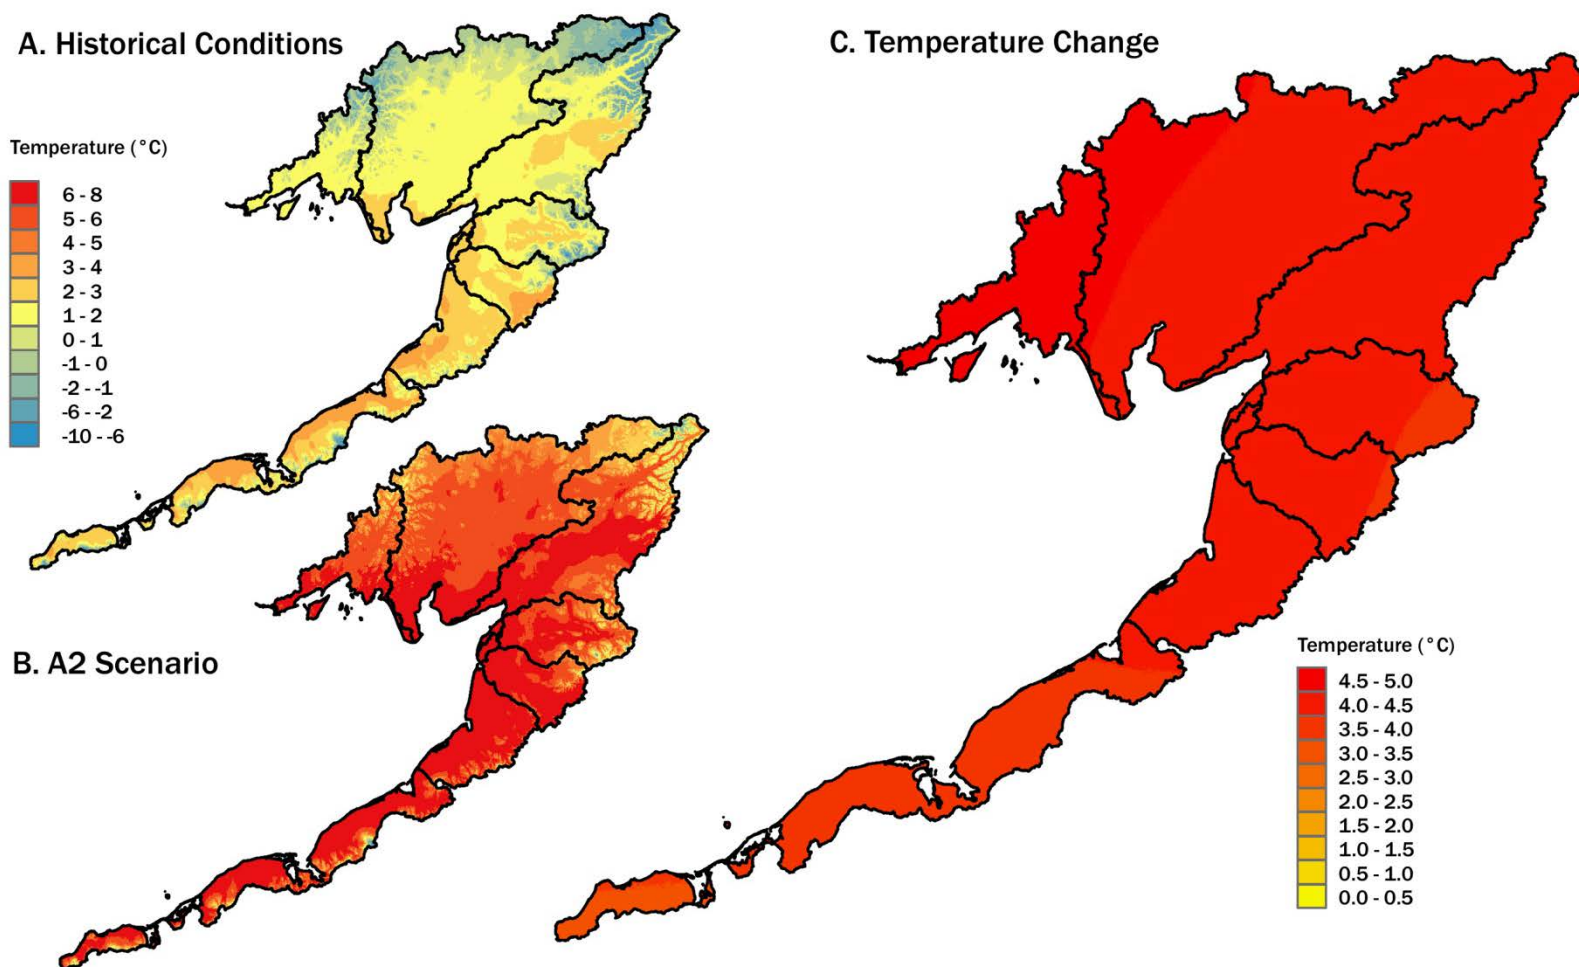 A. Historical Conditions
Temperature (°C)
6 - 8
5 - 6
4 - 5
3 - 4
2 - 3
1 - 2
0 - 1
-1 - 0
-2 - -1
-6 - -2
-10 - -6
B. A2 Scenario
C. Temperature Change
Temperature (°C)
4.5 - 5.0
4.0 - 4.5
3.5 - 4.0
3.0 - 3.5
2.5 - 3.0
2.0 - 2.5
1.5 - 2.0
1.0 - 1.5
0.5 - 1.0
0.0 - 0.5